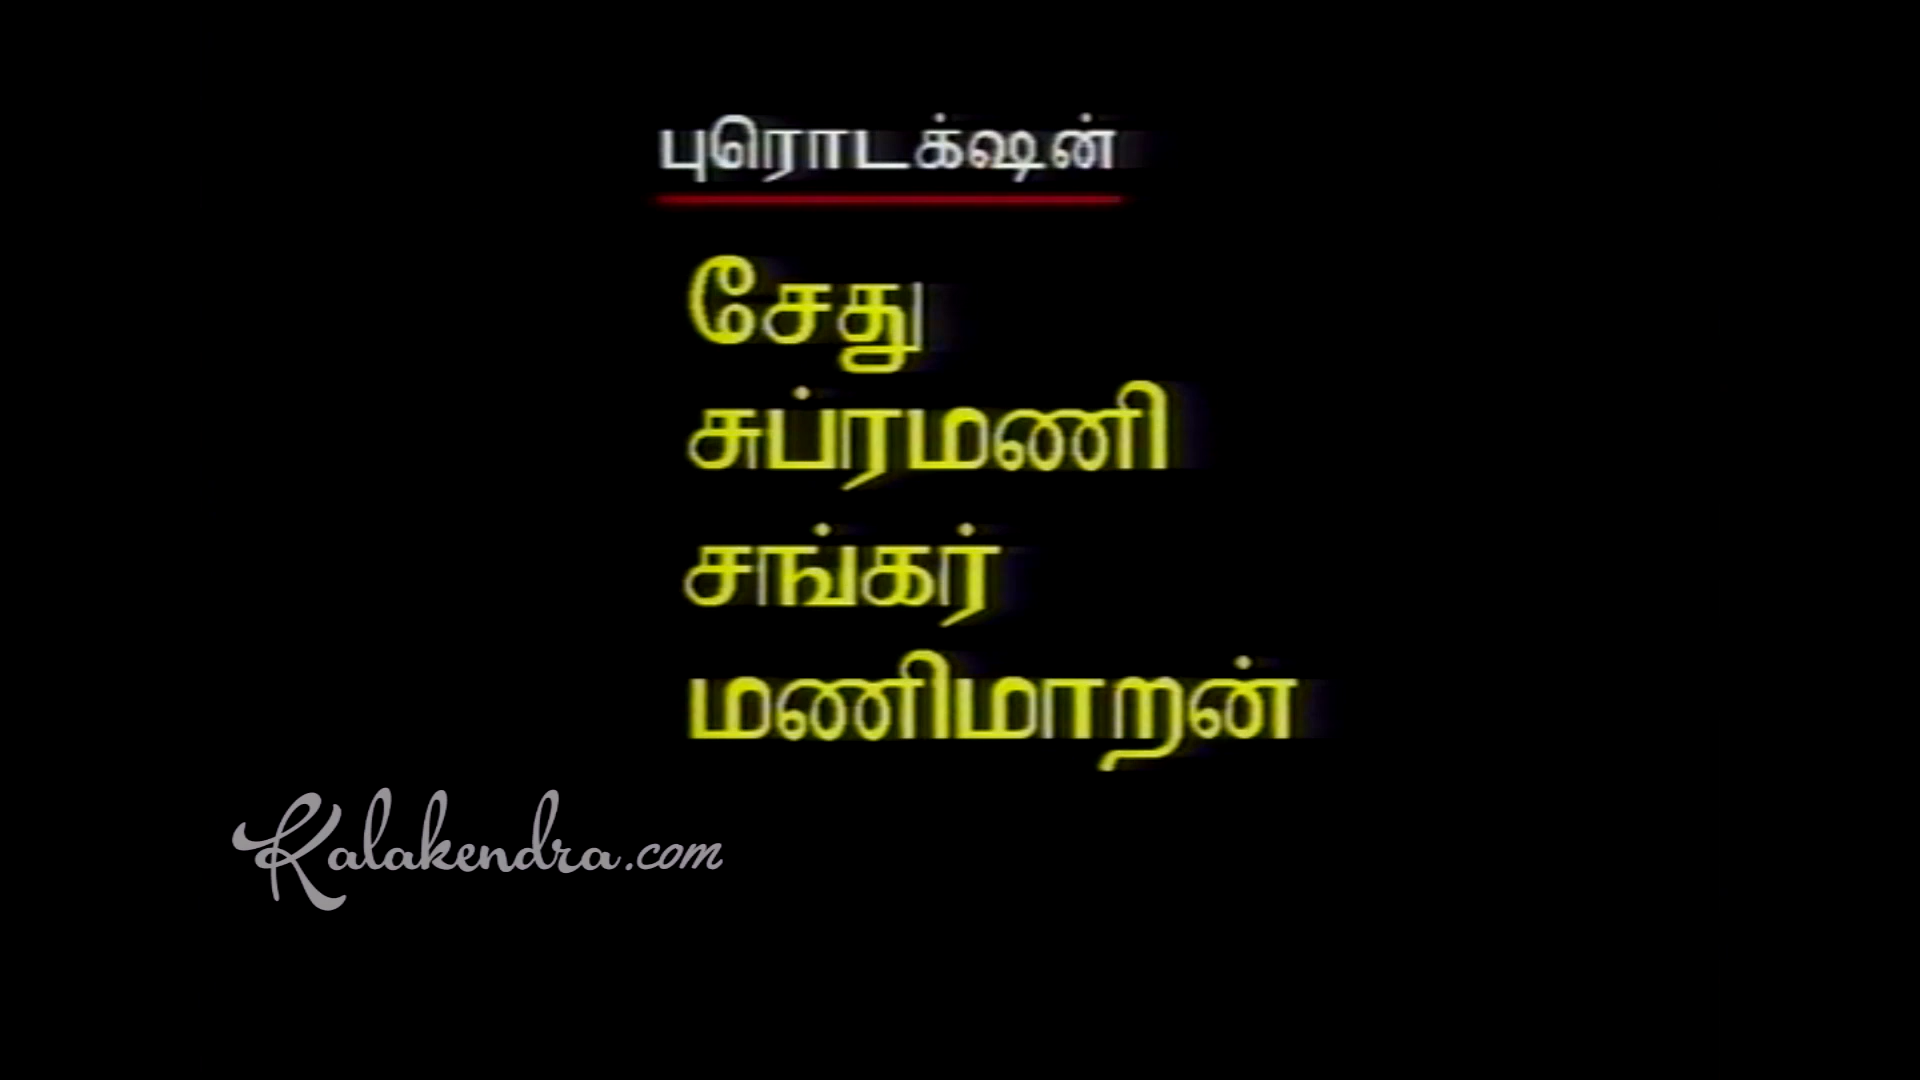 புரொடக்ஷன்
சேது
சுப்ரமணி
சங்கர்
மணிமாறன்
Kalakendra.com